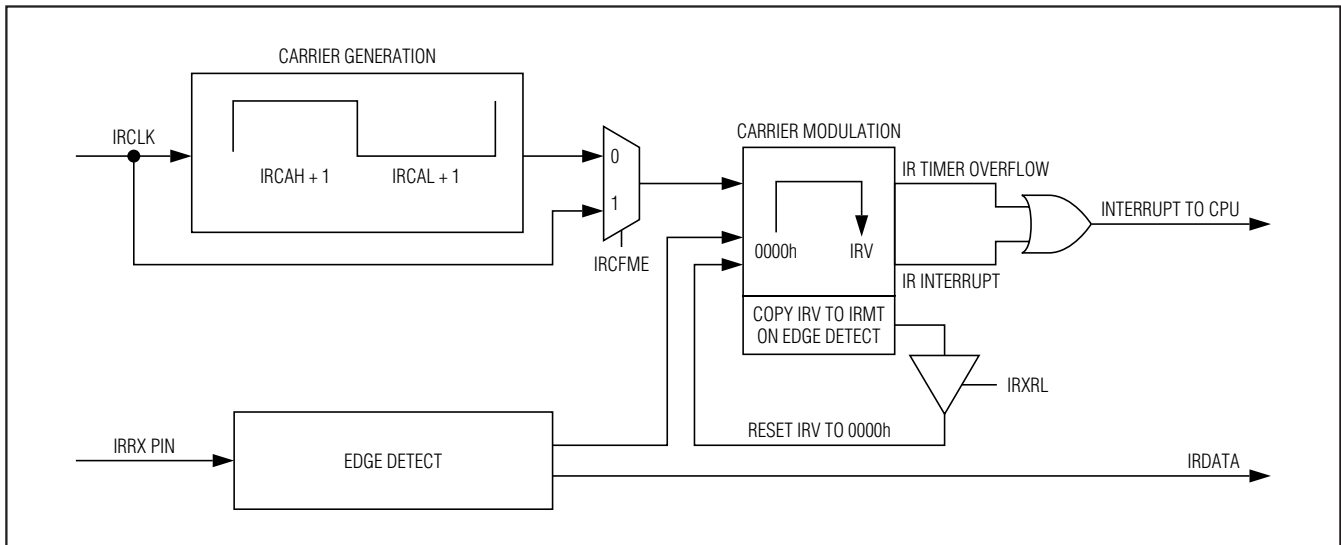 CARRIER GENERATION
IRCLK
IRCAH + 1
IRCAL + 1
0
1
IRCFME
CARRIER MODULATION
0000h
IRV
COPY IRV TO IRMT
ON EDGE DETECT
IR TIMER OVERFLOW
IR INTERRUPT
INTERRUPT TO CPU
IRXRL
RESET IRV TO 0000h
IRRX PIN
EDGE DETECT
IRDATA